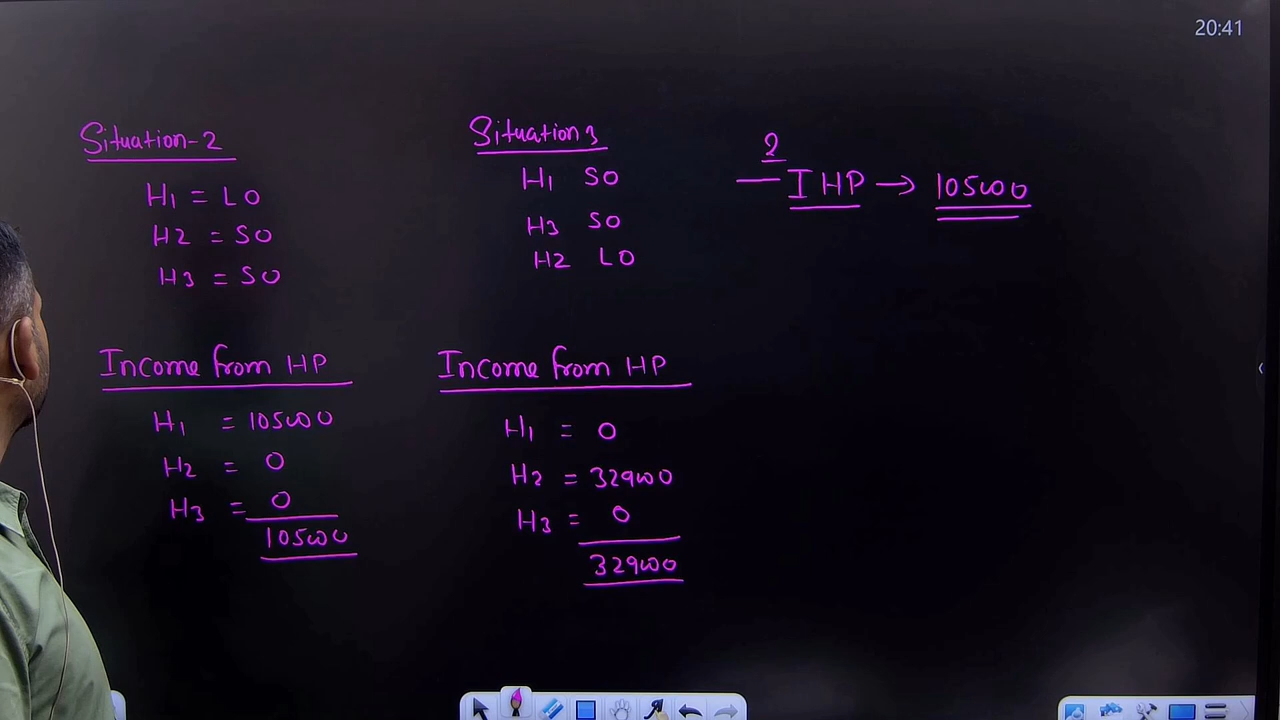 20:41
Situation-2
H1 = LO
H2 = SO
H3 = SO
Income from HP
H1 = 105000
H2 = 0
H3 = 0
105000
Situation 3
H1 SO
H3 SO
H2 LO
Income from HP
H1 = 0
H2 = 329000
H3 = 0
329000
2
— IHP → 105000